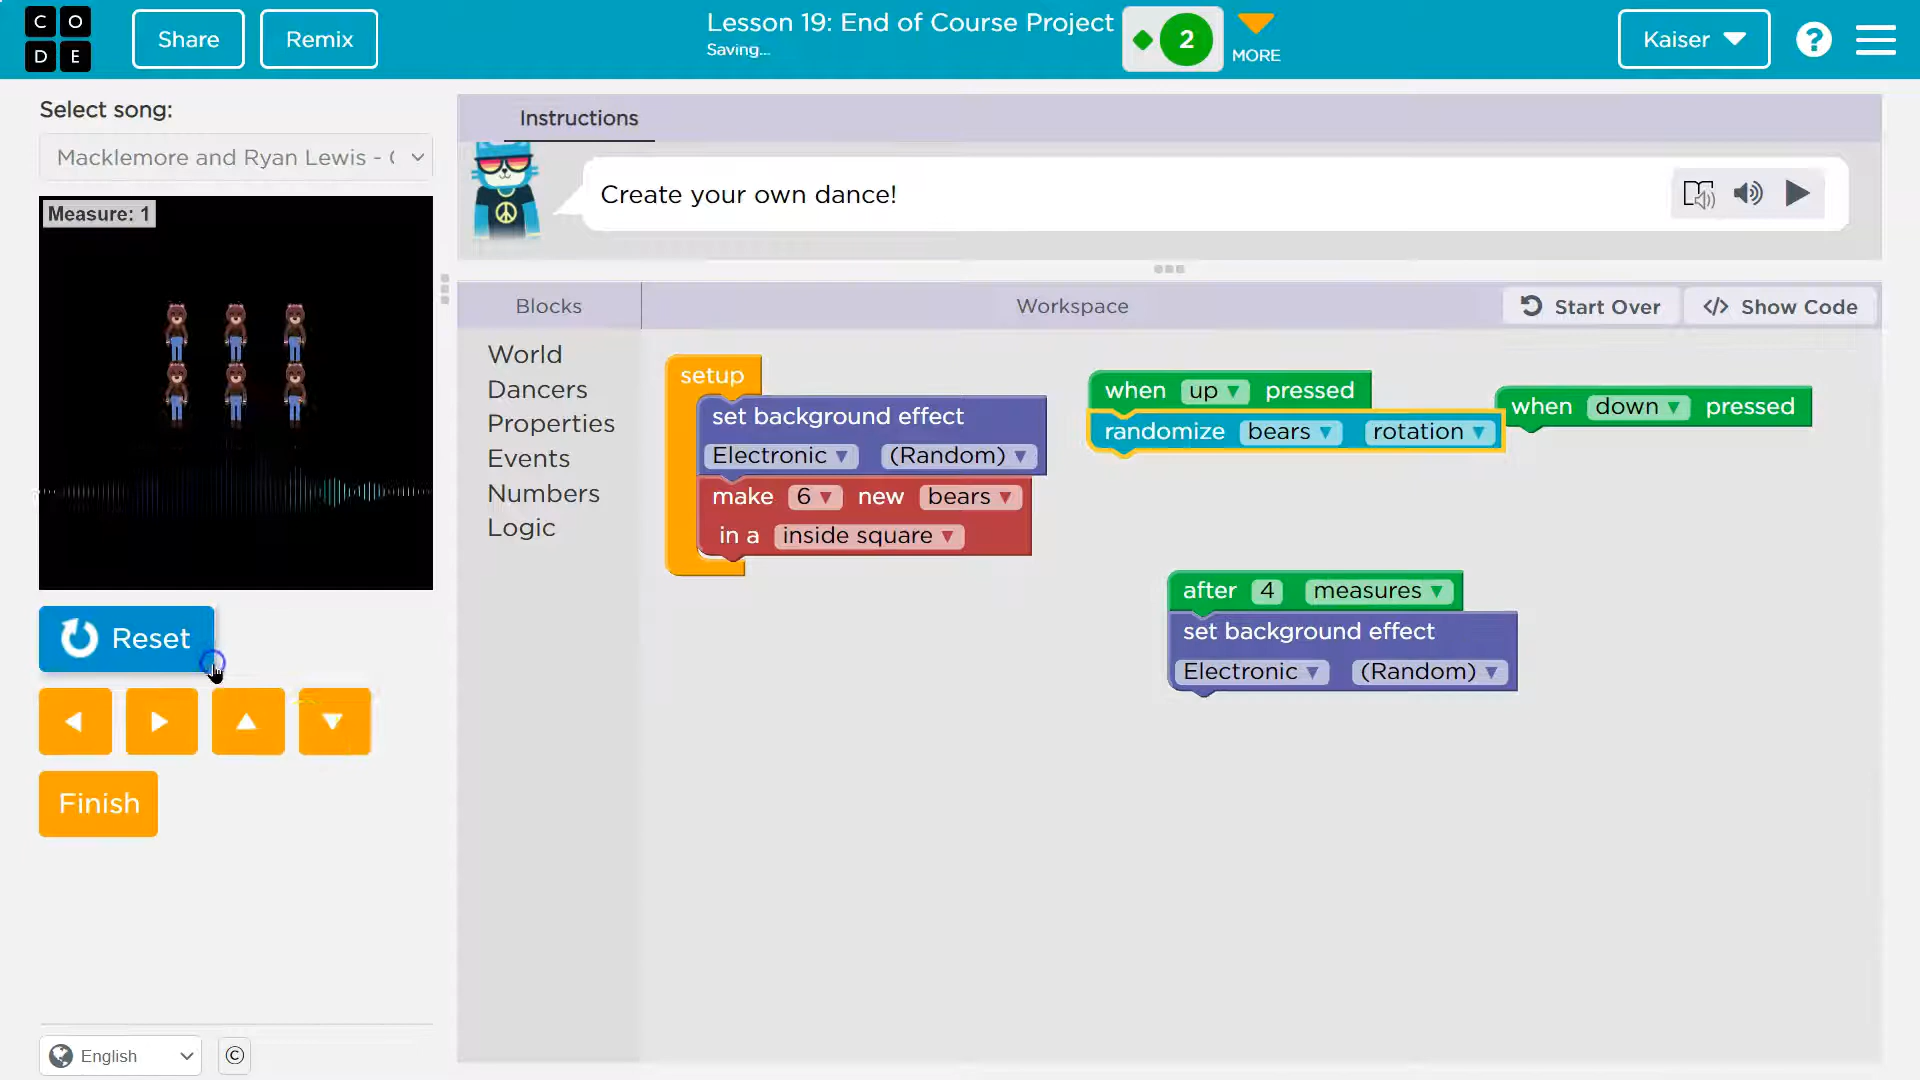 C O
D E
Share
Remix
Lesson 19: End of Course Project
Saving...
2
MORE
Kaiser
?
Select song:
Macklemore and Ryan Lewis - (
Measure: 1
Instructions
Create your own dance!
Blocks
Workspace
Start Over
</> Show Code
World
Dancers
Properties
Events
Numbers
Logic
setup
set background effect
Electronic (Random)
make 6 new bears
in a inside square
when up pressed
randomize bears rotation
when down pressed
after 4 measures
set background effect
Electronic (Random)
Reset
Finish
English
©